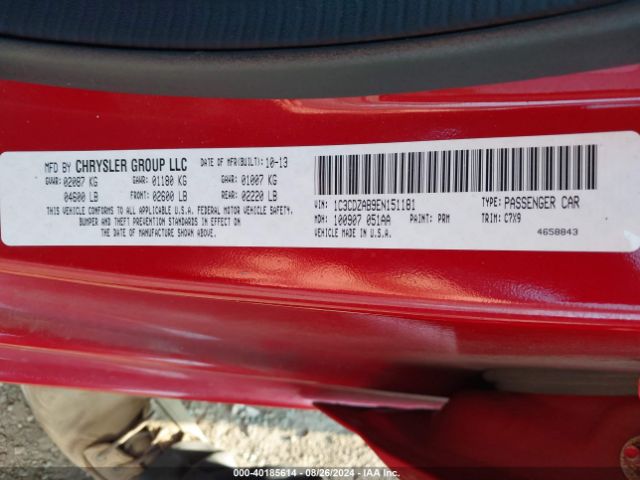 MFD BY CHRYSLER GROUP LLC DATE OF MFR(BUILT): 10-13
GVWR: 02087 KG GAWR: 01180 KG GAWR: 01007 KG
04600 LB FRONT: 02600 LB REAR: 02220 LB
THIS VEHICLE CONFORMS TO ALL APPLICABLE U.S.A. FEDERAL MOTOR VEHICLE SAFETY,
BUMPER AND THEFT PREVENTION STANDARDS IN EFFECT ON
THE DATE OF MANUFACTURE SHOWN ABOVE.
VIN: 1C3CDZAB9EN151181 TYPE: PASSENGER CAR
MDH: 100907 051AA PAINT: PRM TRIM: C7X9
VEHICLE MADE IN U.S.A. 4658843
000-40185614 - 08/26/2024 - IAA Inc.